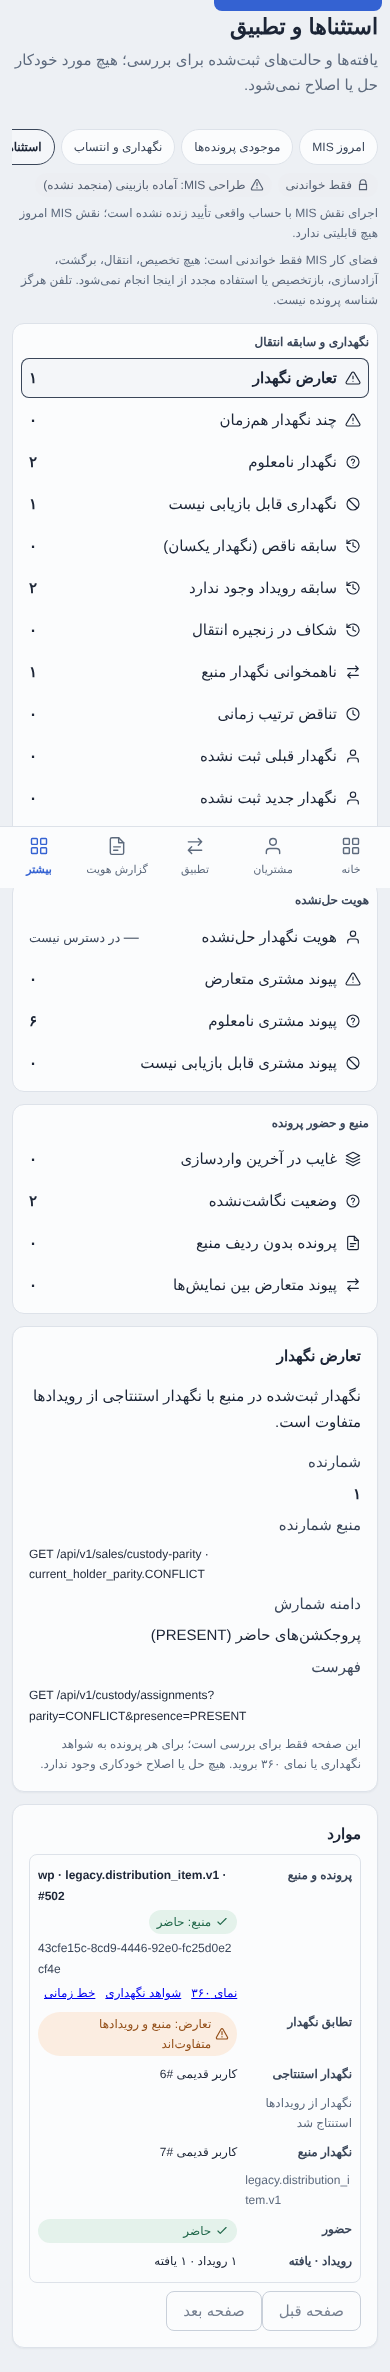 استثناها و تطبیق
یافته‌ها و حالت‌های ثبت‌شده برای بررسی؛ هیچ مورد خودکار
حل یا اصلاح نمی‌شود.
امروز MIS
موجودی پرونده‌ها
نگهداری و انتساب
فقط خواندنی
طراحی MIS: آماده بازبینی (منجمد نشده)
اجرای نقش MIS با حساب واقعی تأیید زنده نشده است؛ نقش MIS امروز
هیچ قابلیتی ندارد.
فضای کار MIS فقط خواندنی است: هیچ تخصیص، انتقال، برگشت،
آزادسازی، بازتخصیص یا استفاده مجدد از اینجا انجام نمی‌شود. تلفن هرگز
شناسه پرونده نیست.
نگهداری و سابقه انتقال
تعارض نگهدار ۱
چند نگهدار هم‌زمان ۰
نگهدار نامعلوم ۲
نگهداری قابل بازیابی نیست ۱
سابقه ناقص (نگهدار یکسان) ۰
سابقه رویداد وجود ندارد ۲
شکاف در زنجیره انتقال ۰
ناهمخوانی نگهدار منبع ۱
تناقض ترتیب زمانی ۰
نگهدار قبلی ثبت نشده ۰
نگهدار جدید ثبت نشده ۰
خانه
مشتریان
تطبیق
گزارش هویت
بیشتر
هویت حل‌نشده
هویت نگهدار حل‌نشده — در دسترس نیست
پیوند مشتری متعارض ۰
پیوند مشتری نامعلوم ۶
پیوند مشتری قابل بازیابی نیست ۰
منبع و حضور پرونده
غایب در آخرین واردسازی ۰
وضعیت نگاشت‌نشده ۲
پرونده بدون ردیف منبع ۰
پیوند متعارض بین نمایش‌ها ۰
تعارض نگهدار
نگهدار ثبت‌شده در منبع با نگهدار استنتاجی از رویدادها
متفاوت است.
شمارنده
۱
منبع شمارنده
GET /api/v1/sales/custody-parity ·
current_holder_parity.CONFLICT
دامنه شمارش
پروجکشن‌های حاضر (PRESENT)
فهرست
GET /api/v1/custody/assignments?
parity=CONFLICT&presence=PRESENT
این صفحه فقط برای بررسی است؛ برای هر پرونده به شواهد
نگهداری یا نمای ۳۶۰ بروید. هیچ حل یا اصلاح خودکاری وجود ندارد.
موارد
پرونده و منبع
wp · legacy.distribution_item.v1 ·
#502
منبع: حاضر
43cfe15c-8cd9-4446-92e0-fc25d0e2
cf4e
نمای ۳۶۰ شواهد نگهداری خط زمانی
تطابق نگهدار
تعارض: منبع و رویدادها
متفاوت‌اند
نگهدار استنتاجی کاربر قدیمی #6
نگهدار از رویدادها
استنتاج شد
نگهدار منبع کاربر قدیمی #7
legacy.distribution_i
tem.v1
حضور حاضر
رویداد · یافته ۱ رویداد · ۱ یافته
صفحه قبل
صفحه بعد